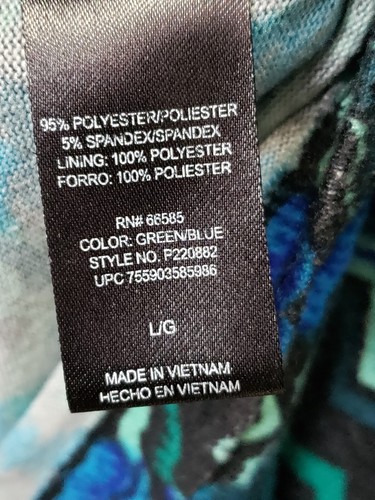 95% POLYESTER/POLIESTER
5% SPANDEX/SPANDEX
LINING: 100% POLYESTER
FORRO: 100% POLIESTER
RN# 66585
COLOR: GREEN/BLUE
STYLE NO. P220882
UPC 755903585986
L/G
MADE IN VIETNAM
HECHO EN VIETNAM